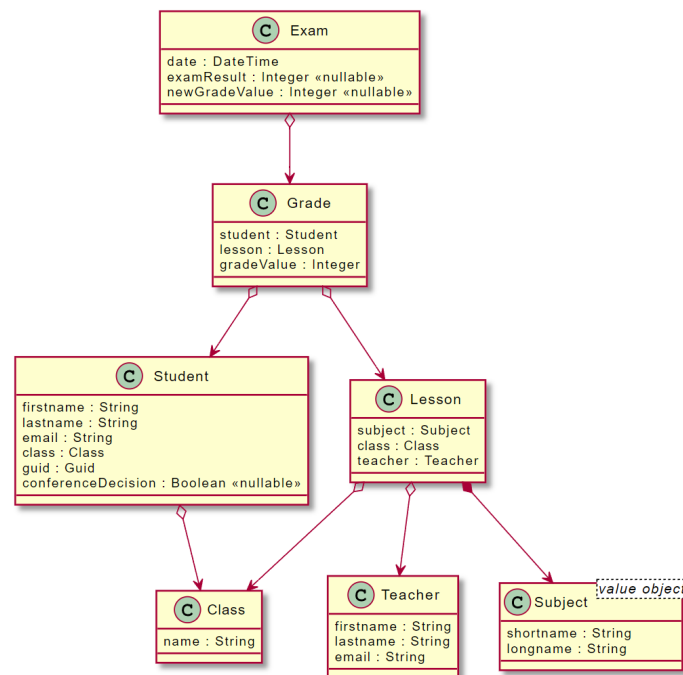 C Exam
date : DateTime
examResult : Integer «nullable»
newGradeValue : Integer «nullable»
C Grade
student : Student
lesson : Lesson
gradeValue : Integer
C Student
firstname : String
lastname : String
email : String
class : Class
guid : Guid
conferenceDecision : Boolean «nullable»
C Lesson
subject : Subject
class : Class
teacher : Teacher
C Class
name : String
C Teacher
firstname : String
lastname : String
email : String
value object
C Subject
shortname : String
longname : String